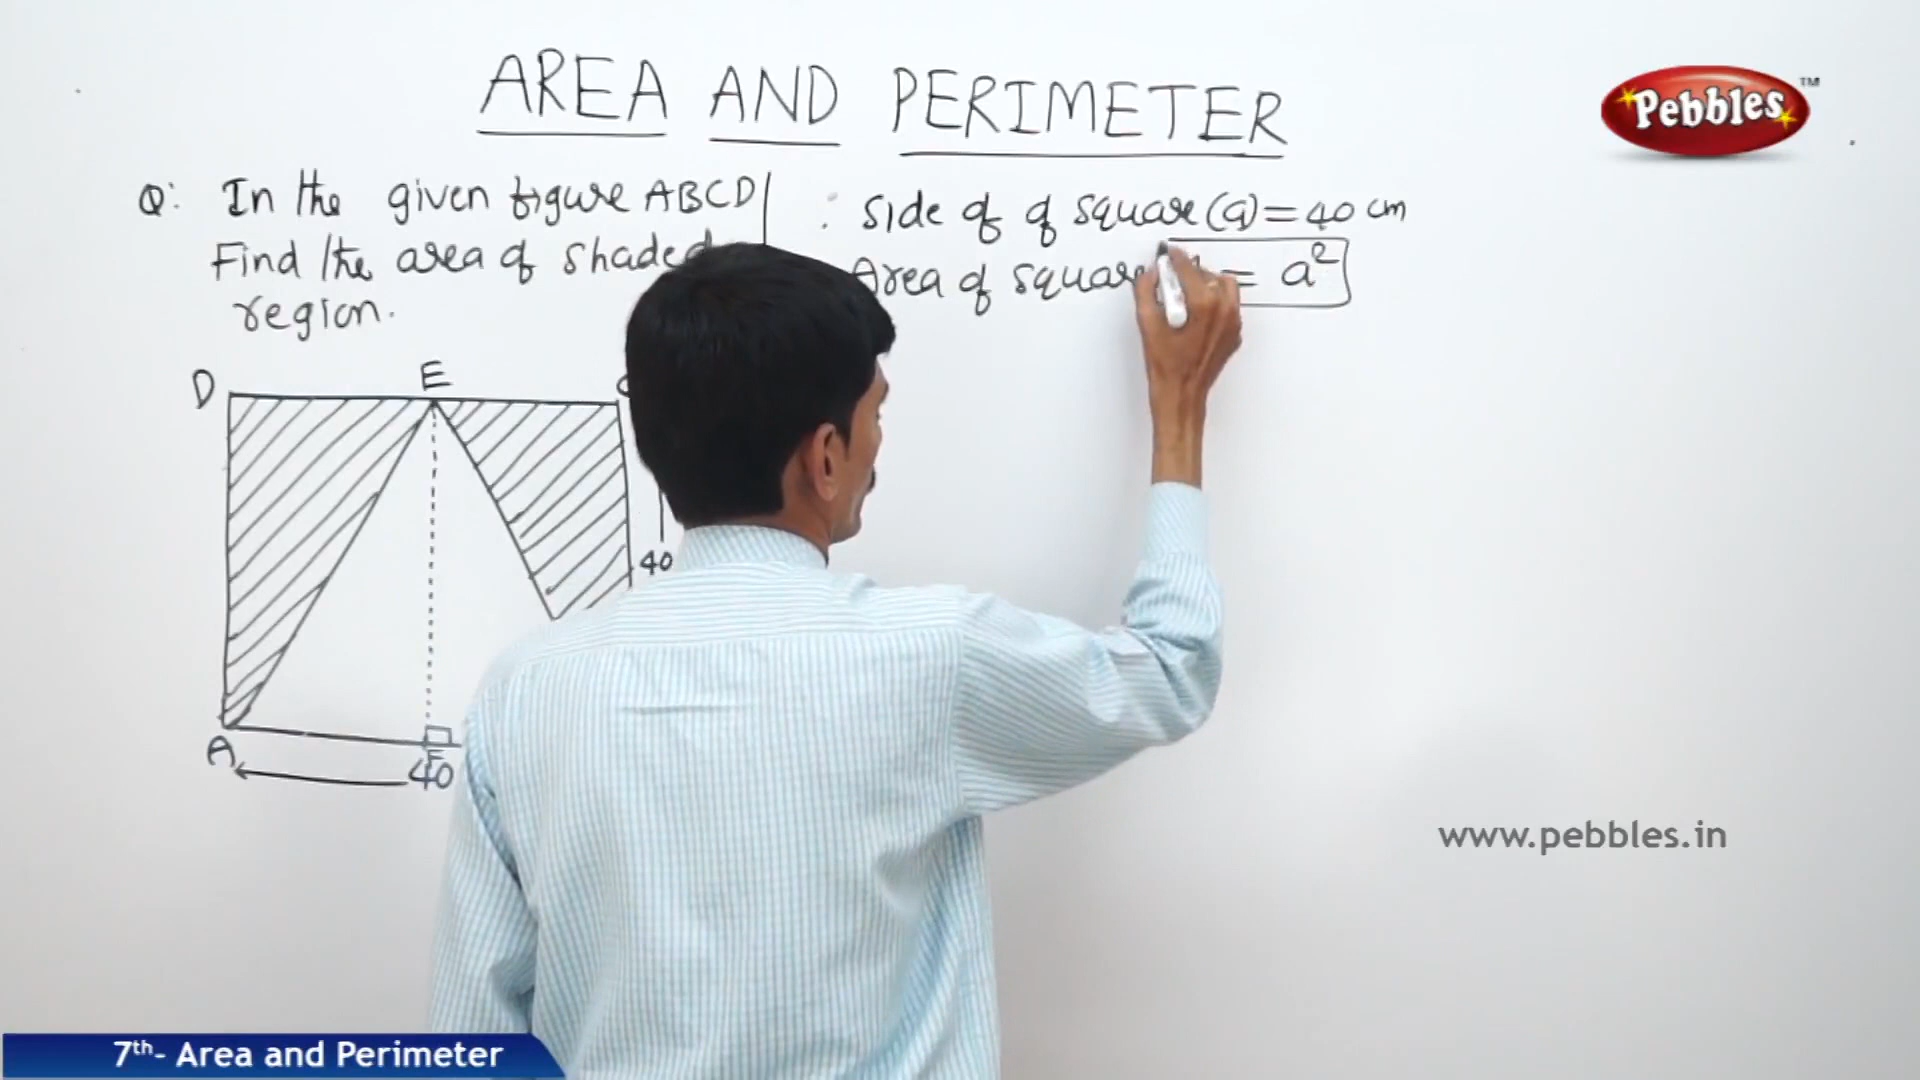 AREA AND PERIMETER
Pebbles™
Q: In the given figure ABCD
Find the area of shaded
region.
: Side of of square (a) = 40 cm
Area of square = a²
D E
40
A F
40
www.pebbles.in
7th- Area and Perimeter